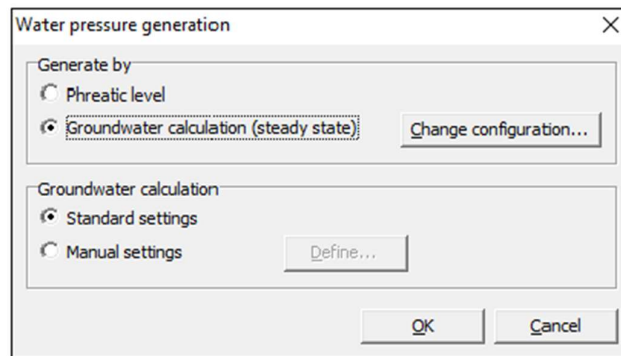 Water pressure generation
Generate by
Phreatic level
Groundwater calculation (steady state)
Change configuration...
Groundwater calculation
Standard settings
Manual settings
Define...
OK
Cancel